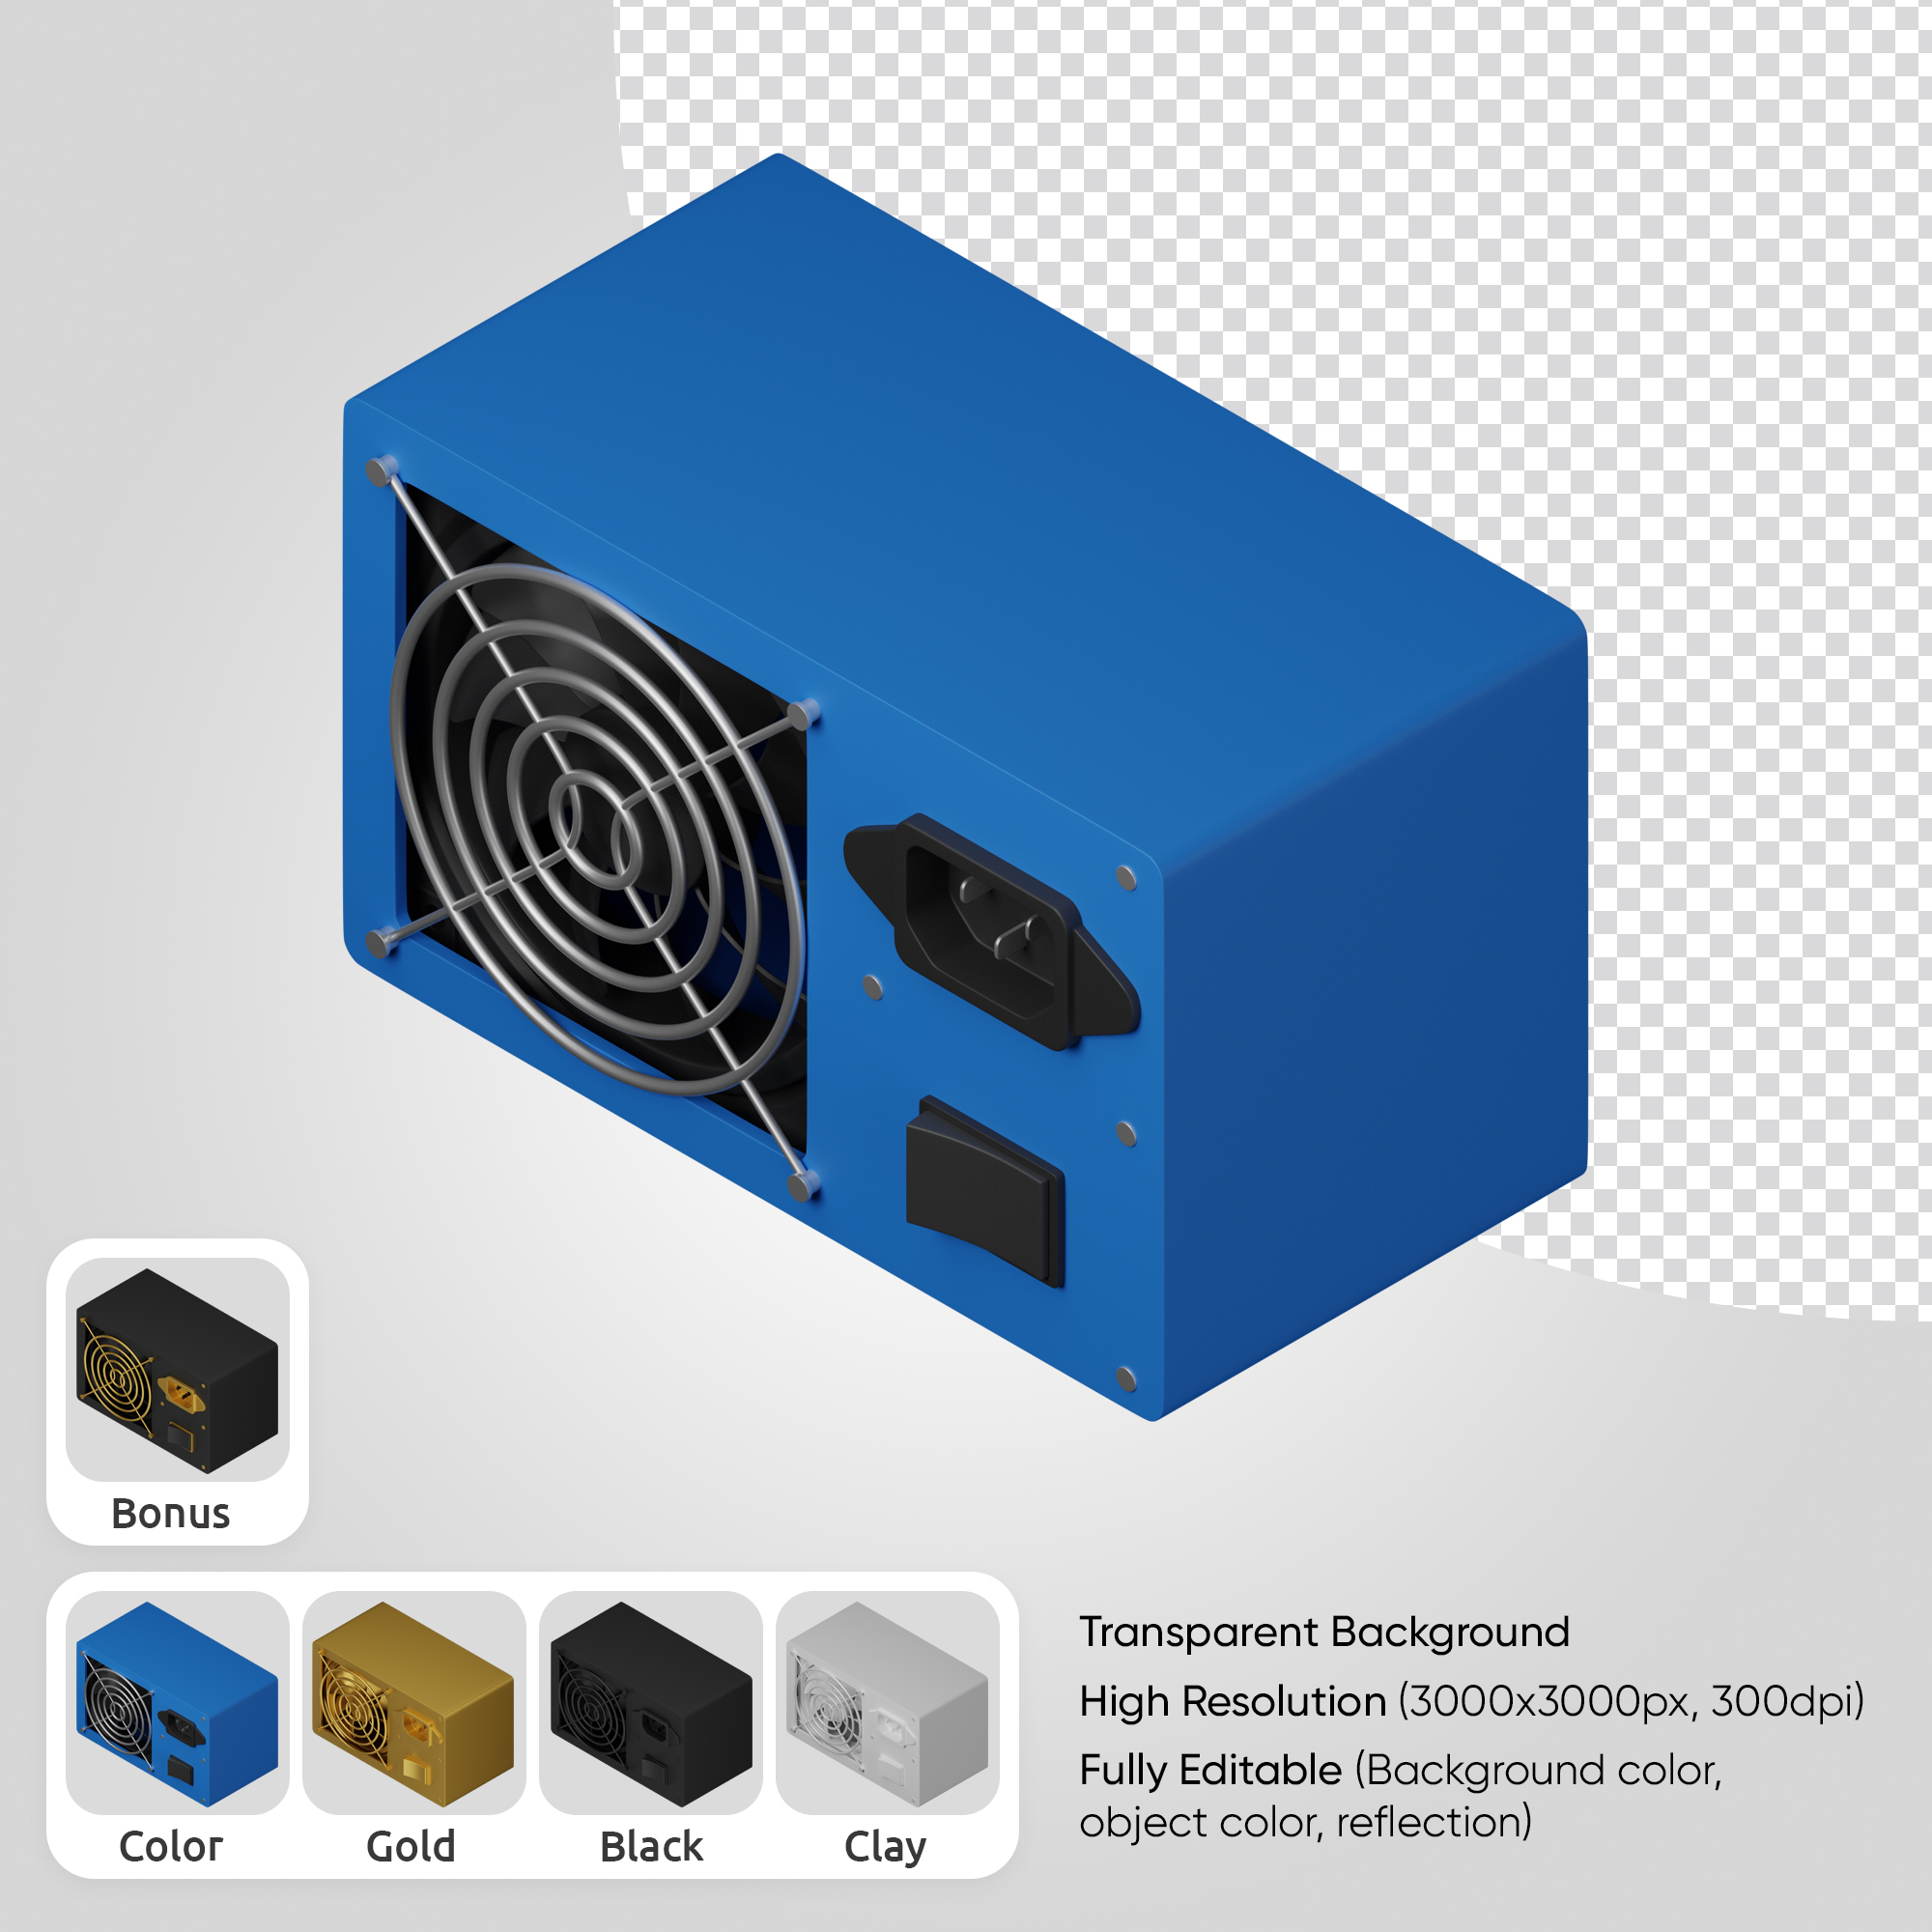 Bonus
Color
Gold
Black
Clay
Transparent Background
High Resolution (3000x3000px, 300dpi)
Fully Editable (Background color,
object color, reflection)